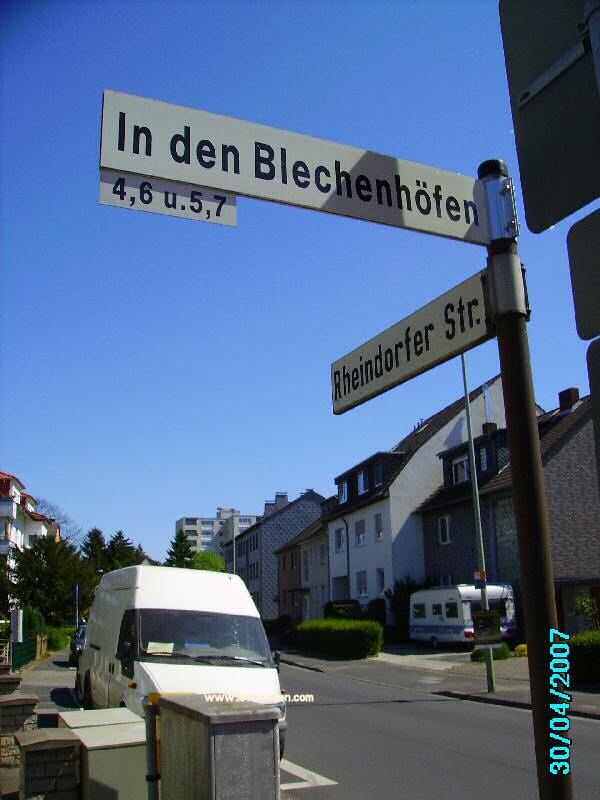 In den Blechenhöfen
4,6 u.5,7
Rheindorfer Str.
30/04/2007